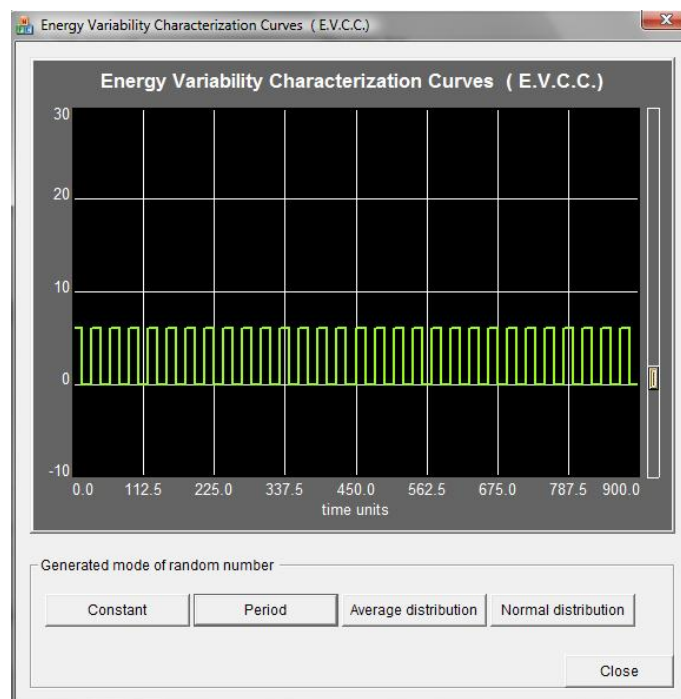 Energy Variability Characterization Curves ( E.V.C.C.)
Energy Variability Characterization Curves ( E.V.C.C.)
30
20
10
0
-10
0.0 112.5 225.0 337.5 450.0 562.5 675.0 787.5 900.0
time units
Generated mode of random number
Constant Period Average distribution Normal distribution
Close